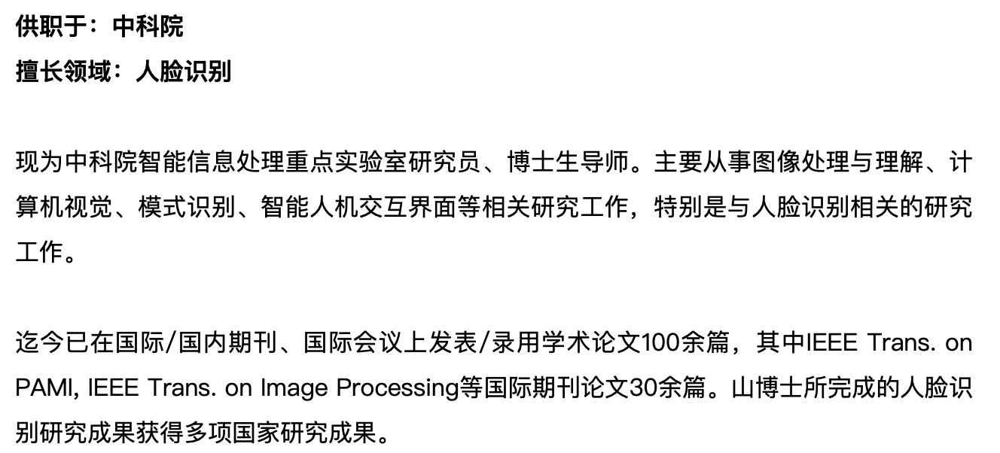 供职于：中科院
擅长领域：人脸识别
现为中科院智能信息处理重点实验室研究员、博士生导师。主要从事图像处理与理解、计
算机视觉、模式识别、智能人机交互界面等相关研究工作，特别是与人脸识别相关的研究
工作。
迄今已在国际/国内期刊、国际会议上发表/录用学术论文100余篇，其中IEEE Trans. on
PAMI, IEEE Trans. on Image Processing等国际期刊论文30余篇。山博士所完成的人脸识
别研究成果获得多项国家研究成果。